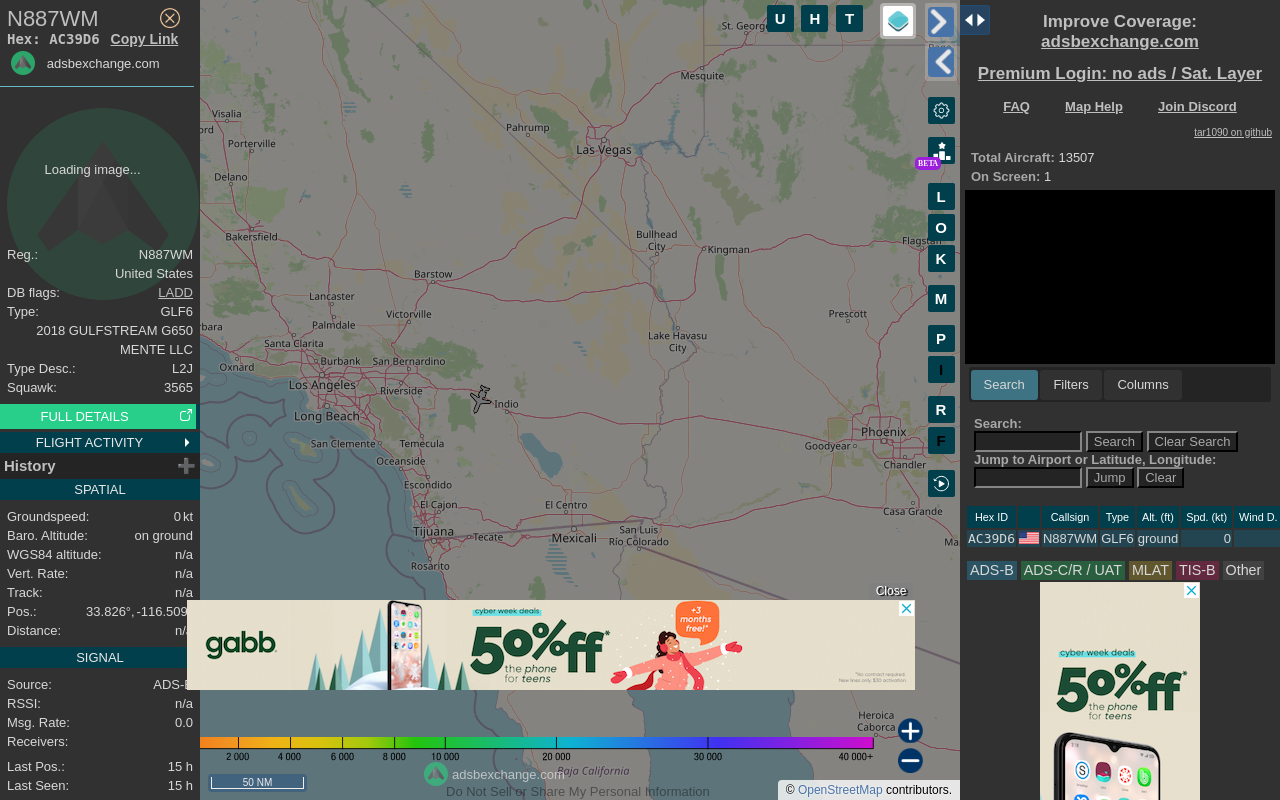 N887WM
Hex: AC39D6 Copy Link
adsbexchange.com
Loading image...
Reg.: N887WM
United States
DB flags: LADD
Type: GLF6
2018 GULFSTREAM G650
MENTE LLC
Type Desc.: L2J
Squawk: 3565
FULL DETAILS
FLIGHT ACTIVITY
History
SPATIAL
Groundspeed: 0 kt
Baro. Altitude: on ground
WGS84 altitude: n/a
Vert. Rate: n/a
Track: n/a
Pos.: 33.826°, -116.509
Distance: n/a
SIGNAL
Source: ADS-B
RSSI: n/a
Msg. Rate: 0.0
Receivers:
Last Pos.: 15 h
Last Seen: 15 h
U H T
St. George
Mesquite
Visalia
Porterville
Delano
Bakersfield
Pahrump
Las Vegas
Bullhead City
Kingman
Flagstaff
Barstow
Lancaster
Palmdale
Victorville
Prescott
Lake Havasu City
Santa Clarita
Oxnard
Burbank
San Bernardino
Los Angeles
Riverside
Long Beach
Indio
Phoenix
Goodyear
Chandler
San Clemente
Temecula
Oceanside
Escondido
El Cajon
El Centro
Casa Grande
Tijuana
Tecate
Mexicali
San Luis Río Colorado
Rosarito
Heroica Caborca
Baja California
BETA
L
O
K
M
P
I
R
F
Close
gabb
cyber week deals
50% off*
the phone for teens
+3 months free!*
*No contract required. New lines only. $30 activation
2 000 4 000 6 000 8 000 10 000 20 000 30 000 40 000+
50 NM
adsbexchange.com
Do Not Sell or Share My Personal Information
© OpenStreetMap contributors.
Improve Coverage:
adsbexchange.com
Premium Login: no ads / Sat. Layer
FAQ Map Help Join Discord
tar1090 on github
Total Aircraft: 13507
On Screen: 1
Search Filters Columns
Search:
Search Clear Search
Jump to Airport or Latitude, Longitude:
Jump Clear
Hex ID Callsign Type Alt. (ft) Spd. (kt) Wind D.
AC39D6 N887WM GLF6 ground 0
ADS-B ADS-C/R / UAT MLAT TIS-B Other
cyber week deals
50% off*
the phone
for teens